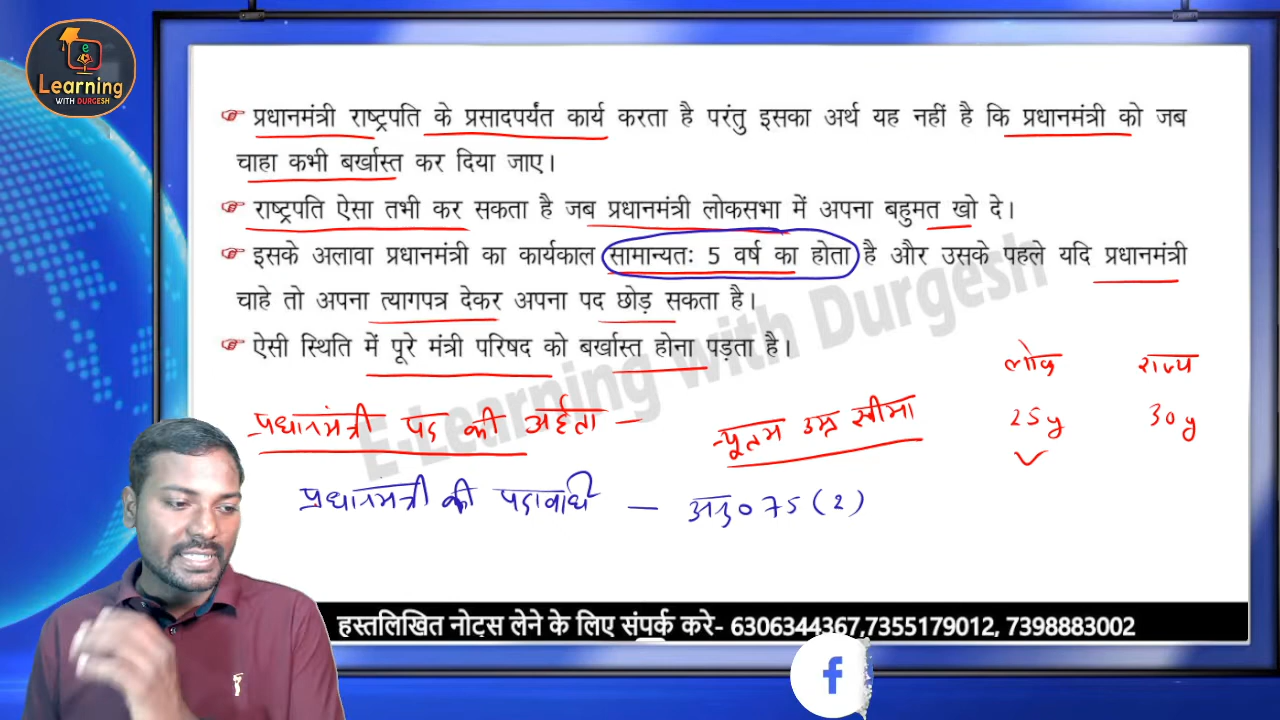 e
Learning
WITH DURGESH
☞ प्रधानमंत्री राष्ट्रपति के प्रसादपर्यंत कार्य करता है परंतु इसका अर्थ यह नहीं है कि प्रधानमंत्री को जब
चाहा कभी बर्खास्त कर दिया जाए।
☞ राष्ट्रपति ऐसा तभी कर सकता है जब प्रधानमंत्री लोकसभा में अपना बहुमत खो दे।
☞ इसके अलावा प्रधानमंत्री का कार्यकाल सामान्यतः 5 वर्ष का होता है और उसके पहले यदि प्रधानमंत्री
चाहे तो अपना त्यागपत्र देकर अपना पद छोड़ सकता है।
☞ ऐसी स्थिति में पूरे मंत्री परिषद को बर्खास्त होना पड़ता है।
लोक राज्य
प्रधानमंत्री पद की अर्हता – न्यूनतम उम्र सीमा 25y 30y
प्रधानमंत्री की पदावधि – अनु० 75 (2)
E-Learning with Durgesh
हस्तलिखित नोट्स लेने के लिए संपर्क करे- 6306344367,7355179012, 7398883002
f